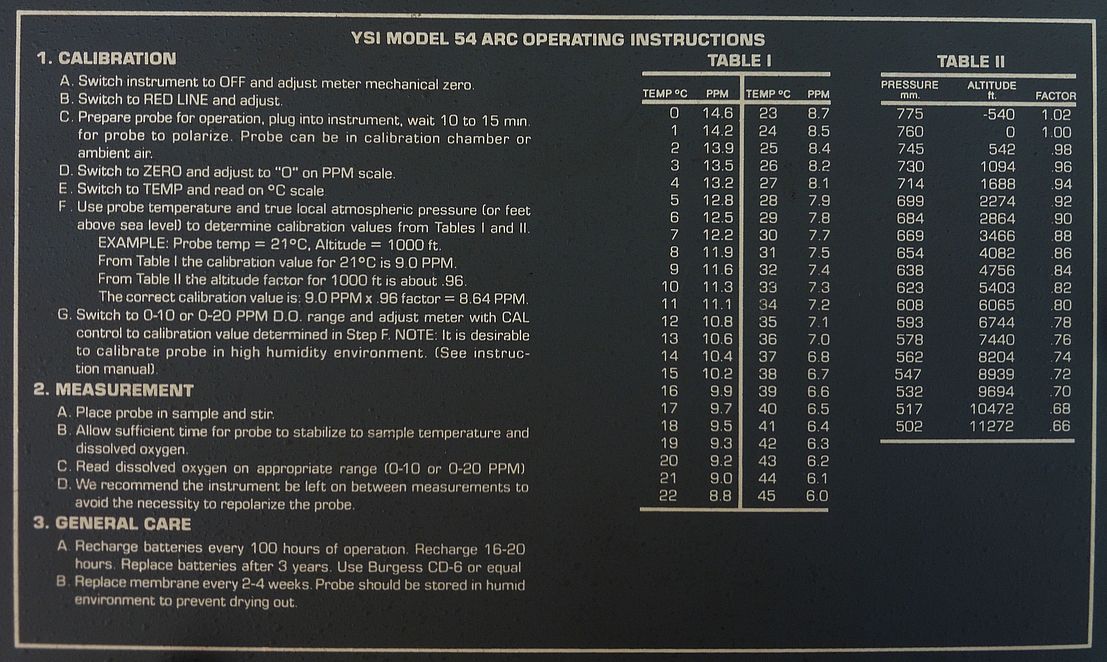 YSI MODEL 54 ARC OPERATING INSTRUCTIONS
1. CALIBRATION
A. Switch instrument to OFF and adjust meter mechanical zero.
B. Switch to RED LINE and adjust.
C. Prepare probe for operation, plug into instrument, wait 10 to 15 min.
for probe to polarize. Probe can be in calibration chamber or
ambient air.
D. Switch to ZERO and adjust to "O" on PPM scale.
E. Switch to TEMP and read on °C scale
F. Use probe temperature and true local atmospheric pressure (or feet
above sea level) to determine calibration values from Tables I and II.
EXAMPLE: Probe temp = 21°C, Altitude = 1000 ft.
From Table I the calibration value for 21°C is 9.0 PPM.
From Table II the altitude factor for 1000 ft is about .96.
The correct calibration value is: 9.0 PPM x .96 factor = 8.64 PPM.
G. Switch to 0-10 or 0-20 PPM D.O. range and adjust meter with CAL
control to calibration value determined in Step F. NOTE: It is desirable
to calibrate probe in high humidity environment. (See instruc-
tion manual).
2. MEASUREMENT
A. Place probe in sample and stir.
B. Allow sufficient time for probe to stabilize to sample temperature and
dissolved oxygen.
C. Read dissolved oxygen on appropriate range (0-10 or 0-20 PPM)
D. We recommend the instrument be left on between measurements to
avoid the necessity to repolarize the probe.
3. GENERAL CARE
A. Recharge batteries every 100 hours of operation. Recharge 16-20
hours. Replace batteries after 3 years. Use Burgess CD-6 or equal
B. Replace membrane every 2-4 weeks. Probe should be stored in humid
environment to prevent drying out.
TABLE I
TEMP °C PPM TEMP °C PPM
0 14.6 23 8.7
1 14.2 24 8.5
2 13.9 25 8.4
3 13.5 26 8.2
4 13.2 27 8.1
5 12.8 28 7.9
6 12.5 29 7.8
7 12.2 30 7.7
8 11.9 31 7.5
9 11.6 32 7.4
10 11.3 33 7.3
11 11.1 34 7.2
12 10.8 35 7.1
13 10.6 36 7.0
14 10.4 37 6.8
15 10.2 38 6.7
16 9.9 39 6.6
17 9.7 40 6.5
18 9.5 41 6.4
19 9.3 42 6.3
20 9.2 43 6.2
21 9.0 44 6.1
22 8.8 45 6.0
TABLE II
PRESSURE mm. ALTITUDE ft. FACTOR
775 -540 1.02
760 0 1.00
745 542 .98
730 1094 .96
714 1688 .94
699 2274 .92
684 2864 .90
669 3466 .88
654 4082 .86
638 4756 .84
623 5403 .82
608 6065 .80
593 6744 .78
578 7440 .76
562 8204 .74
547 8939 .72
532 9694 .70
517 10472 .68
502 11272 .66